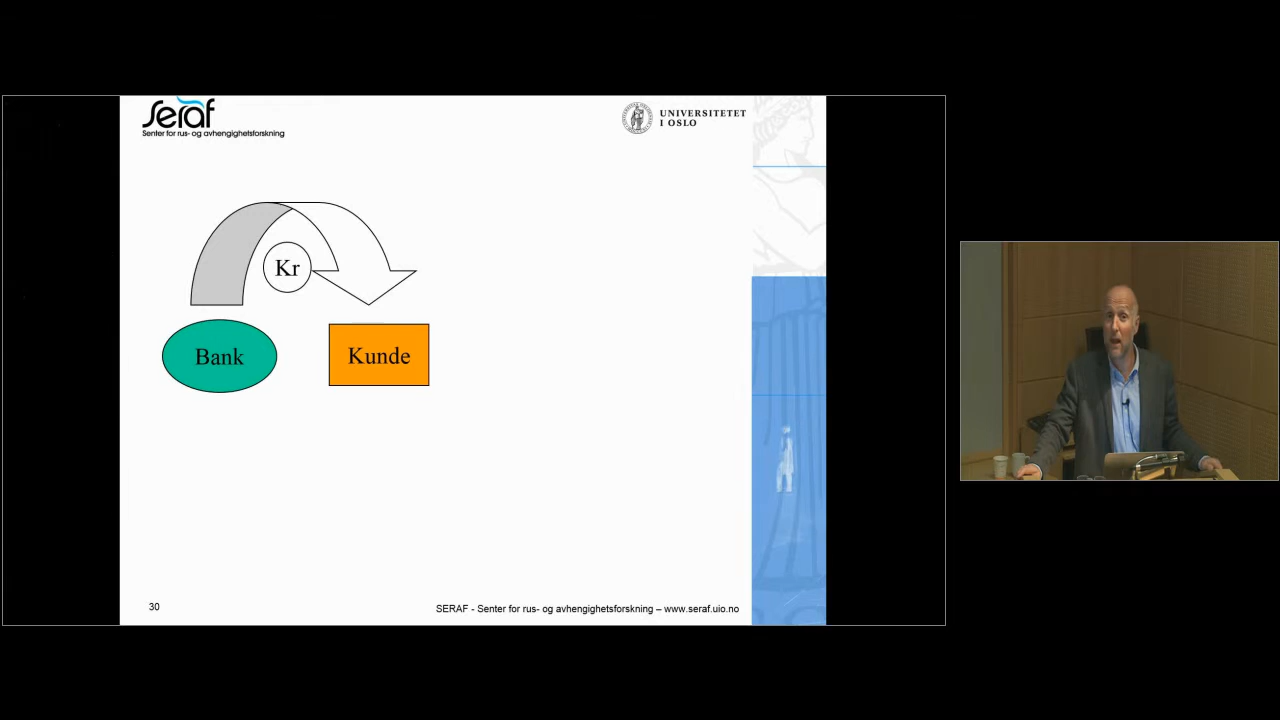 seraf
Senter for rus- og avhengighetsforskning
UNIVERSITETET
I OSLO
Kr
Bank
Kunde
30
SERAF - Senter for rus- og avhengighetsforskning – www.seraf.uio.no